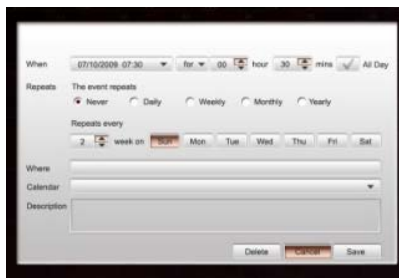 When 07/10/2009 07:30 for 00 hour 30 mins All Day
Repeats The event repeats
Never Daily Weekly Monthly Yearly
Repeats every
2 week on Sun Mon Tue Wed Thu Fri Sat
Where
Calendar
Description
Delete Cancel Save